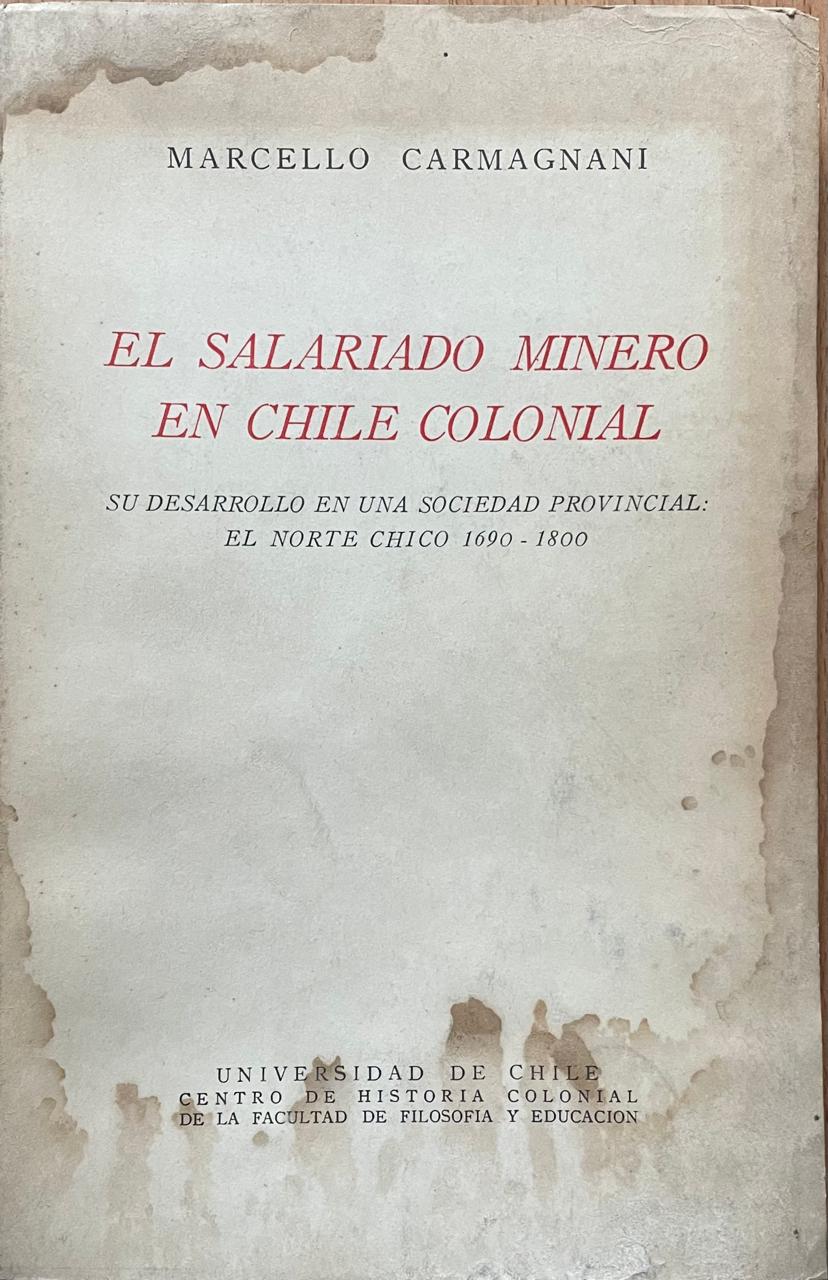 MARCELLO CARMAGNANI
EL SALARIADO MINERO
EN CHILE COLONIAL
SU DESARROLLO EN UNA SOCIEDAD PROVINCIAL:
EL NORTE CHICO 1690 - 1800
UNIVERSIDAD DE CHILE
CENTRO DE HISTORIA COLONIAL
DE LA FACULTAD DE FILOSOFIA Y EDUCACION